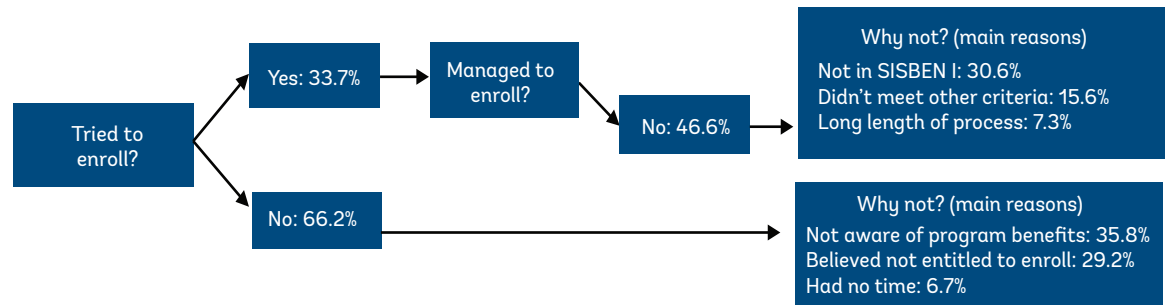 Tried to
enroll?
Yes: 33.7%
Managed to
enroll?
No: 46.6%
Why not? (main reasons)
Not in SISBEN I: 30.6%
Didn’t meet other criteria: 15.6%
Long length of process: 7.3%
No: 66.2%
Why not? (main reasons)
Not aware of program benefits: 35.8%
Believed not entitled to enroll: 29.2%
Had no time: 6.7%